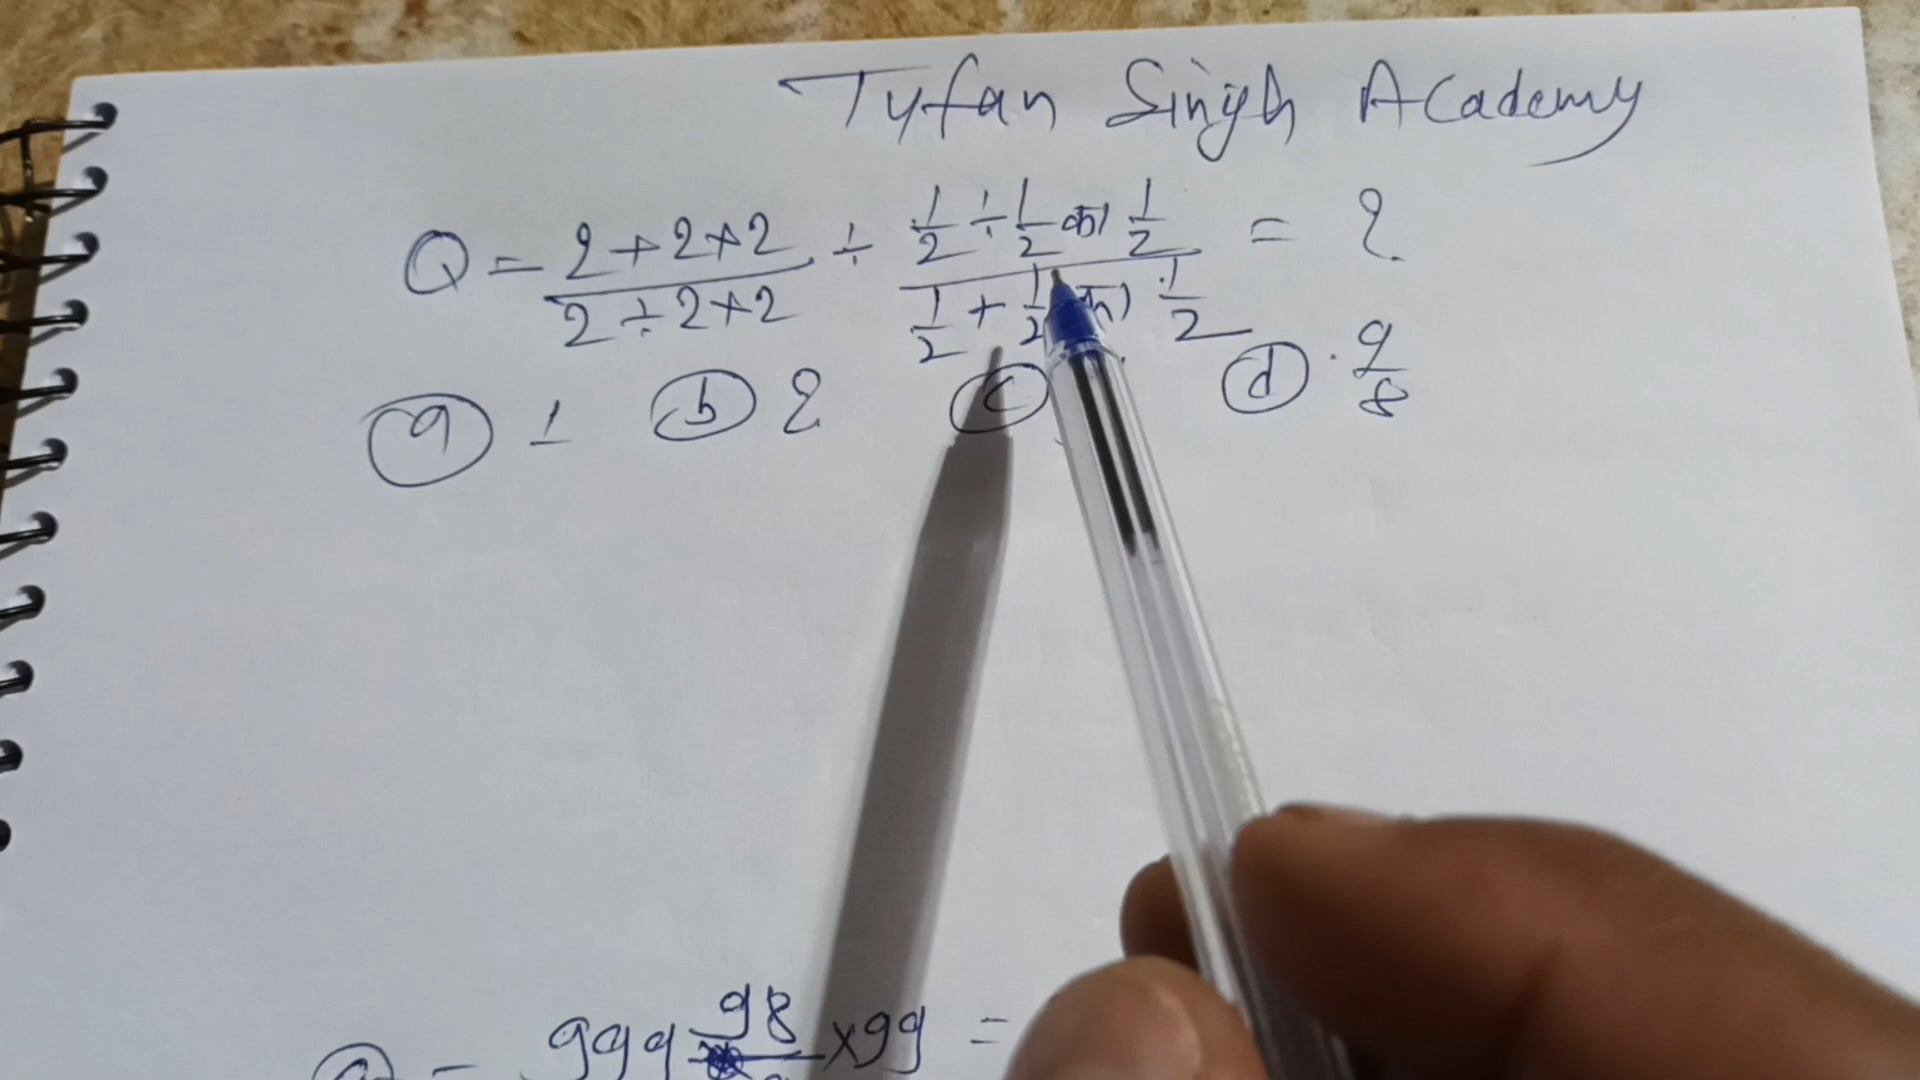 Tyfan Singh Academy
Q = 2+2×2 / 2÷2×2 ÷ 1/2 ÷ 1/2 का 1/2 / 1/2 + 1/2 का 1/2 = ?
(a) 1 (b) 2 (c) (d) 9/8
999 98 ×99 =